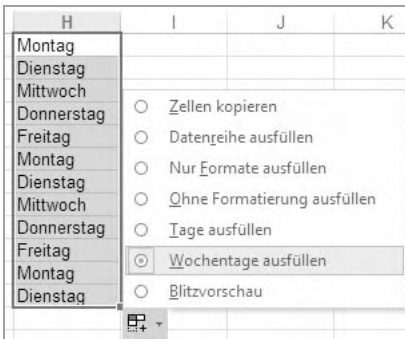 H I J K
Montag
Dienstag
Mittwoch
Donnerstag
Freitag
Montag
Dienstag
Mittwoch
Donnerstag
Freitag
Montag
Dienstag
Zellen kopieren
Datenreihe ausfüllen
Nur Formate ausfüllen
Ohne Formatierung ausfüllen
Tage ausfüllen
Wochentage ausfüllen
Blitzvorschau